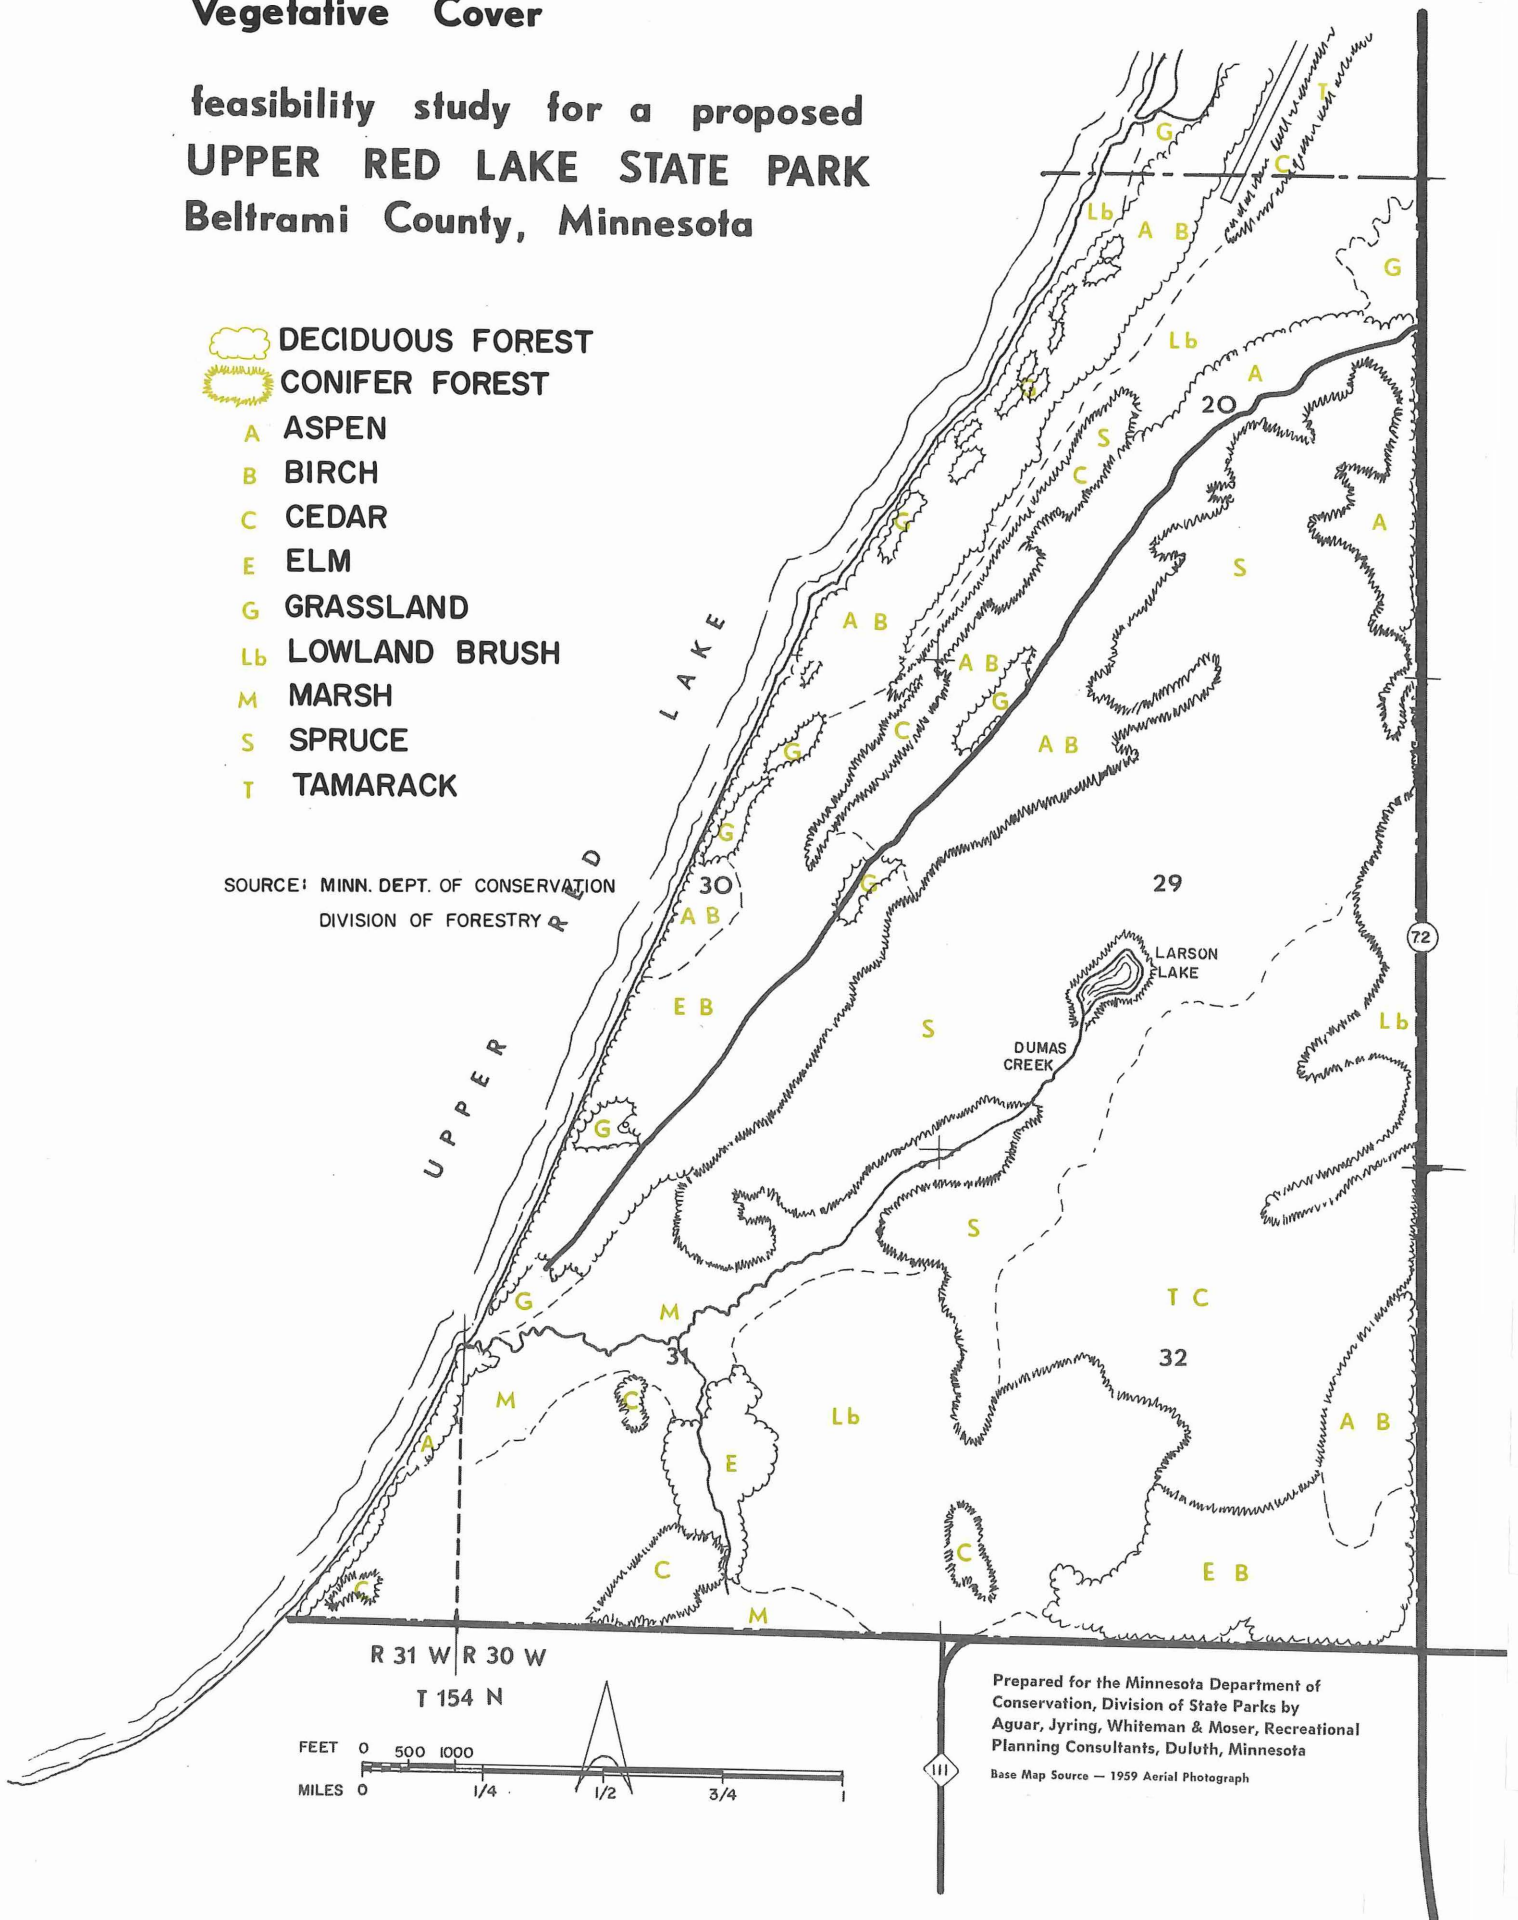 Vegetative Cover
feasibility study for a proposed
UPPER RED LAKE STATE PARK
Beltrami County, Minnesota
DECIDUOUS FOREST
CONIFER FOREST
A ASPEN
B BIRCH
C CEDAR
E ELM
G GRASSLAND
Lb LOWLAND BRUSH
M MARSH
S SPRUCE
T TAMARACK
SOURCE: MINN. DEPT. OF CONSERVATION
DIVISION OF FORESTRY
UPPER RED LAKE
T
G
C
Lb
A B
G
Lb
A
20
G
S
C
G
A
S
A B
A B
G
C
A B
G
G
30
G
29
A B
72
LARSON
LAKE
E B
Lb
S
DUMAS
CREEK
G
S
T C
G
M
31
32
M
C
Lb
A B
A
E
C
C
E B
C
M
R 31 W R 30 W
T 154 N
FEET 0 500 1000
MILES 0 1/4 1/2 3/4 1
111
Prepared for the Minnesota Department of
Conservation, Division of State Parks by
Aguar, Jyring, Whiteman & Moser, Recreational
Planning Consultants, Duluth, Minnesota
Base Map Source — 1959 Aerial Photograph